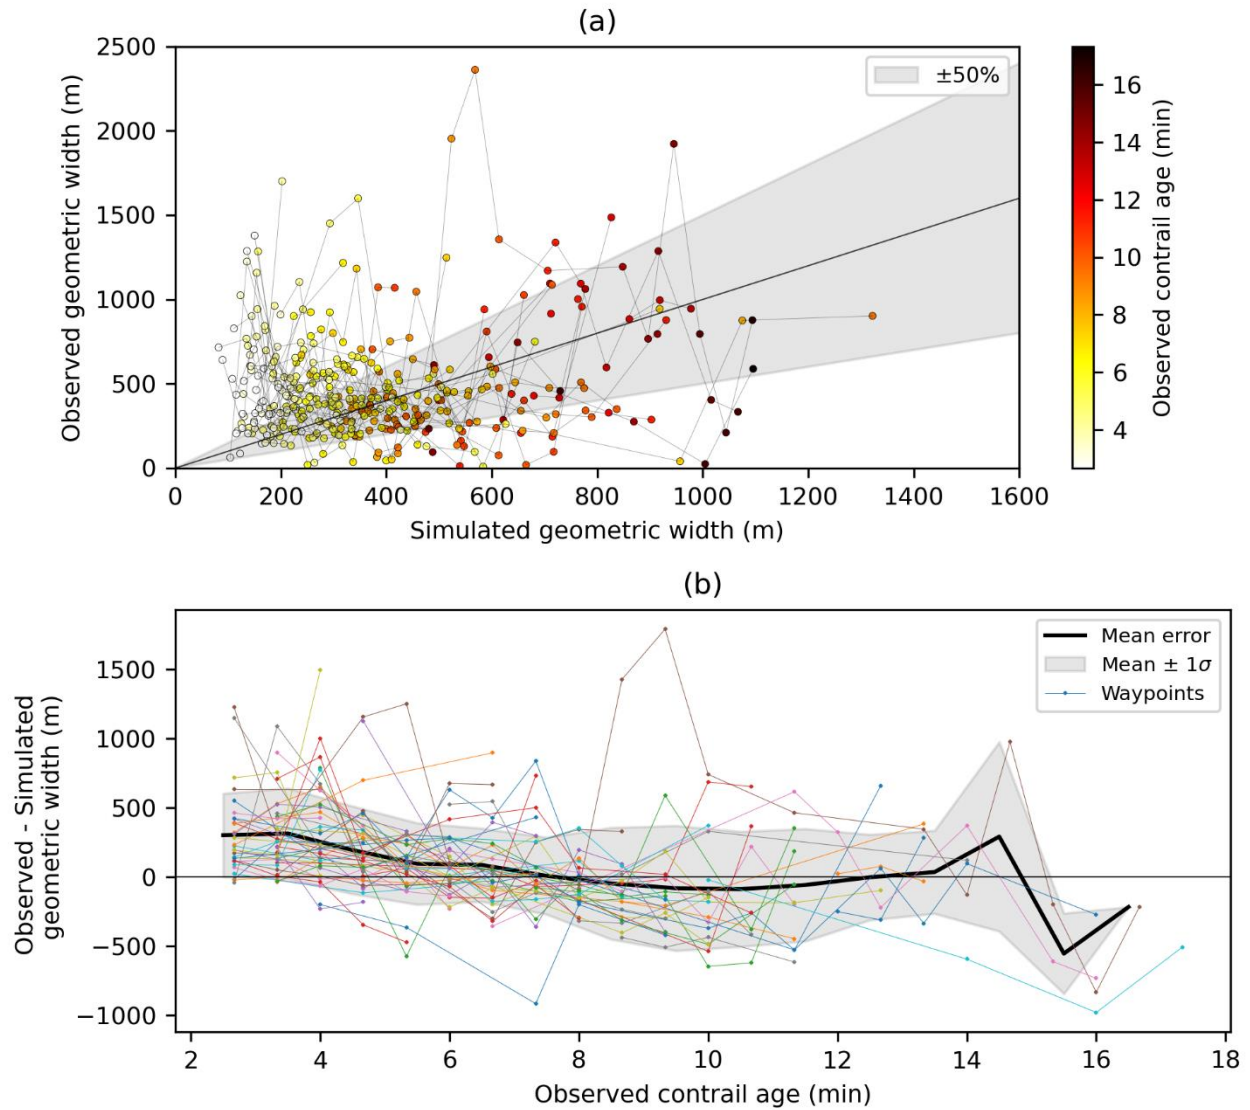 (a)
2500
2000
1500
1000
500
0
Observed geometric width (m)
±50%
0 200 400 600 800 1000 1200 1400 1600
Simulated geometric width (m)
16
14
12
10
8
6
4
Observed contrail age (min)
(b)
1500
1000
500
0
−500
−1000
Observed - Simulated
geometric width (m)
Mean error
Mean ± 1σ
Waypoints
2 4 6 8 10 12 14 16 18
Observed contrail age (min)